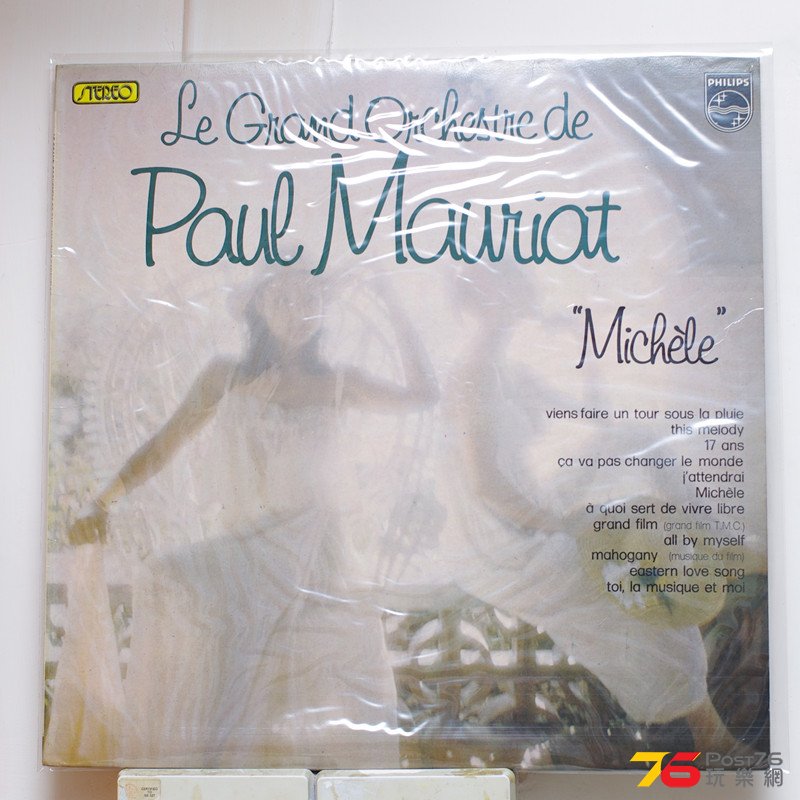 STEREO
PHILIPS
Le Grand Orchestre de
Paul Mauriat
"Michèle"
viens faire un tour sous la pluie
this melody
17 ans
ça va pas changer le monde
j'attendrai
Michèle
à quoi sert de vivre libre
grand film (grand film T.M.C.)
all by myself
mahogany (musique du film)
eastern love song
toi, la musique et moi
76 Post76
玩樂網